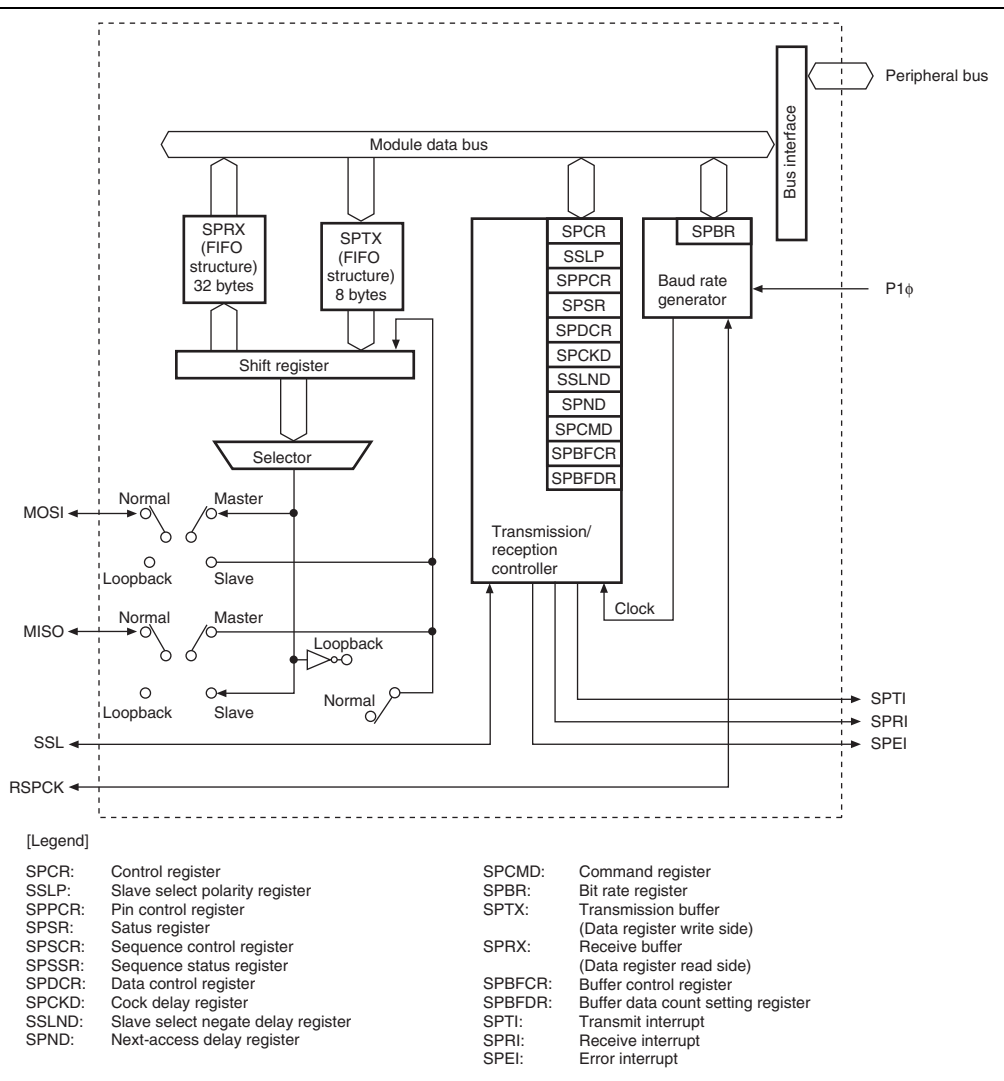 Peripheral bus
Bus interface
Module data bus
SPRX
(FIFO
structure)
32 bytes
SPTX
(FIFO
structure)
8 bytes
SPCR
SSLP
SPPCR
SPSR
SPDCR
SPCKD
SSLND
SPND
SPCMD
SPBFCR
SPBFDR
SPBR
Baud rate
generator
P1ϕ
Shift register
Selector
MOSI
Normal
Master
Loopback
Slave
Transmission/
reception
controller
Clock
MISO
Normal
Master
Loopback
Loopback
Slave
Normal
SPTI
SPRI
SPEI
SSL
RSPCK
[Legend]
SPCR: Control register
SSLP: Slave select polarity register
SPPCR: Pin control register
SPSR: Satus register
SPSCR: Sequence control register
SPSSR: Sequence status register
SPDCR: Data control register
SPCKD: Cock delay register
SSLND: Slave select negate delay register
SPND: Next-access delay register
SPCMD: Command register
SPBR: Bit rate register
SPTX: Transmission buffer
(Data register write side)
SPRX: Receive buffer
(Data register read side)
SPBFCR: Buffer control register
SPBFDR: Buffer data count setting register
SPTI: Transmit interrupt
SPRI: Receive interrupt
SPEI: Error interrupt